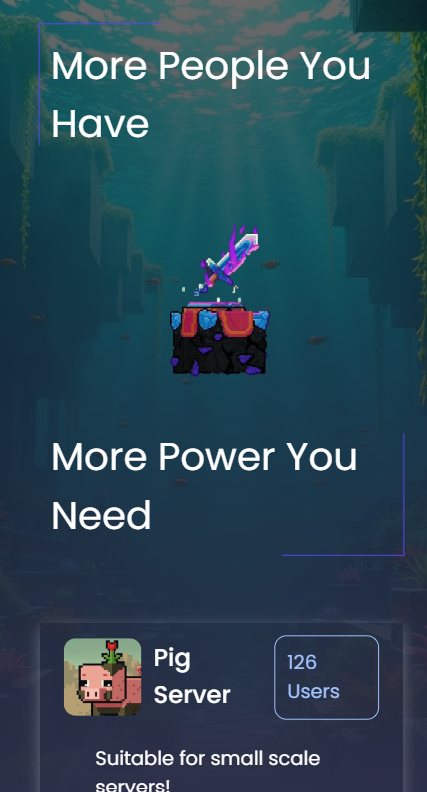 More People You
Have
More Power You
Need
Pig
Server
126
Users
Suitable for small scale
servers!